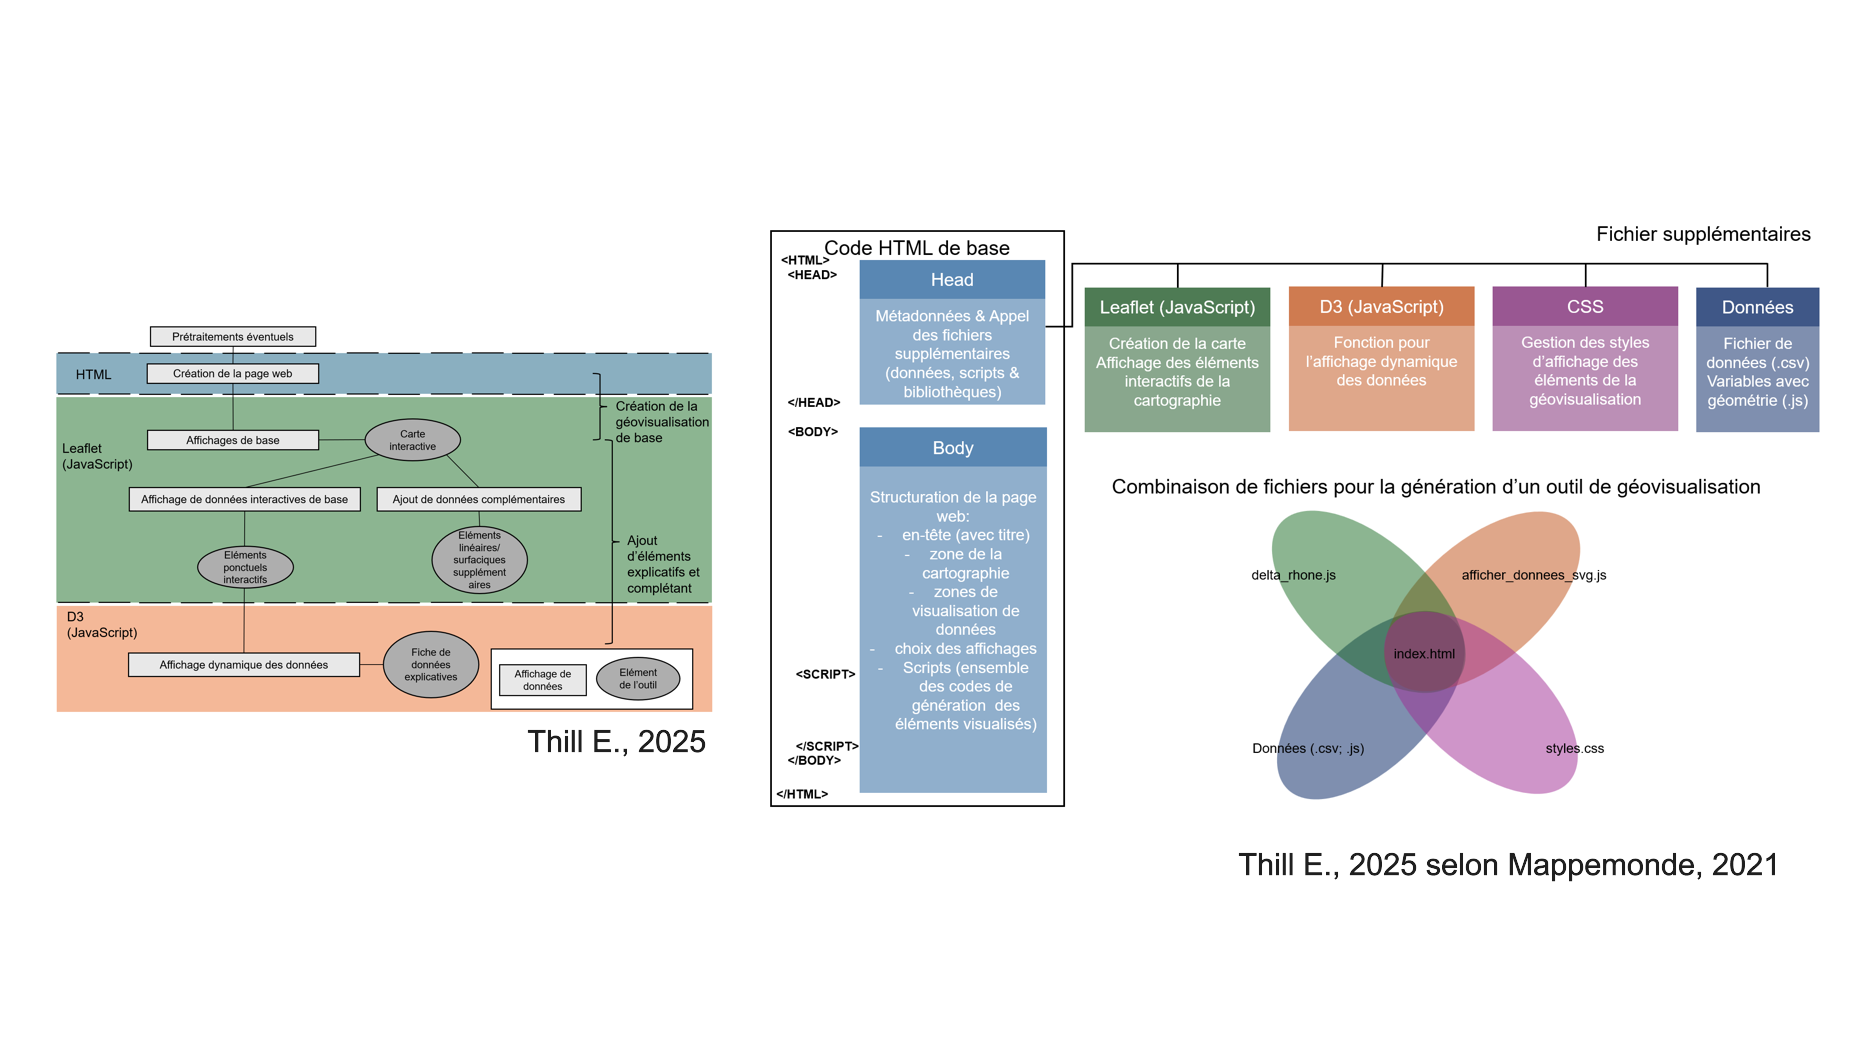 Prétraitements éventuels
HTML
Création de la page web
Création de la
géovisualisation
de base
Leaflet
(JavaScript)
Affichages de base
Carte
interactive
Affichage de données interactives de base
Ajout de données complémentaires
Eléments
ponctuels
interactifs
Eléments
linéaires/
surfaciques
supplément
aires
Ajout
d'éléments
explicatifs et
complétant
D3
(JavaScript)
Affichage dynamique des données
Fiche de
données
explicatives
Affichage de
données
Elément
de l'outil
Thill E., 2025
Code HTML de base
<HTML>
<HEAD>
Head
Métadonnées & Appel
des fichiers
supplémentaires
(données, scripts &
bibliothèques)
</HEAD>
<BODY>
Body
Structuration de la page
web:
- en-tête (avec titre)
- zone de la
cartographie
- zones de
visualisation de
données
- choix des affichages
- Scripts (ensemble
des codes de
génération des
éléments visualisés)
<SCRIPT>
</SCRIPT>
</BODY>
</HTML>
Fichier supplémentaires
Leaflet (JavaScript)
Création de la carte
Affichage des éléments
interactifs de la
cartographie
D3 (JavaScript)
Fonction pour
l'affichage dynamique
des données
CSS
Gestion des styles
d'affichage des
éléments de la
géovisualisation
Données
Fichier de
données (.csv)
Variables avec
géométrie (.js)
Combinaison de fichiers pour la génération d'un outil de géovisualisation
delta_rhone.js
afficher_donnees_svg.js
index.html
Données (.csv; .js)
styles.css
Thill E., 2025 selon Mappemonde, 2021